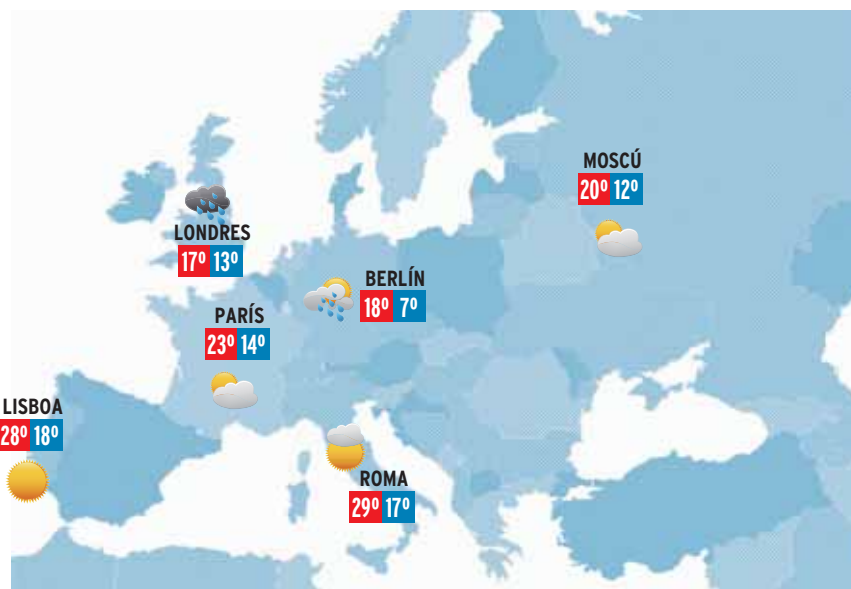 MOSCÚ
20º 12º
LONDRES
17º 13º
BERLÍN
18º 7º
PARÍS
23º 14º
LISBOA
28º 18º
ROMA
29º 17º